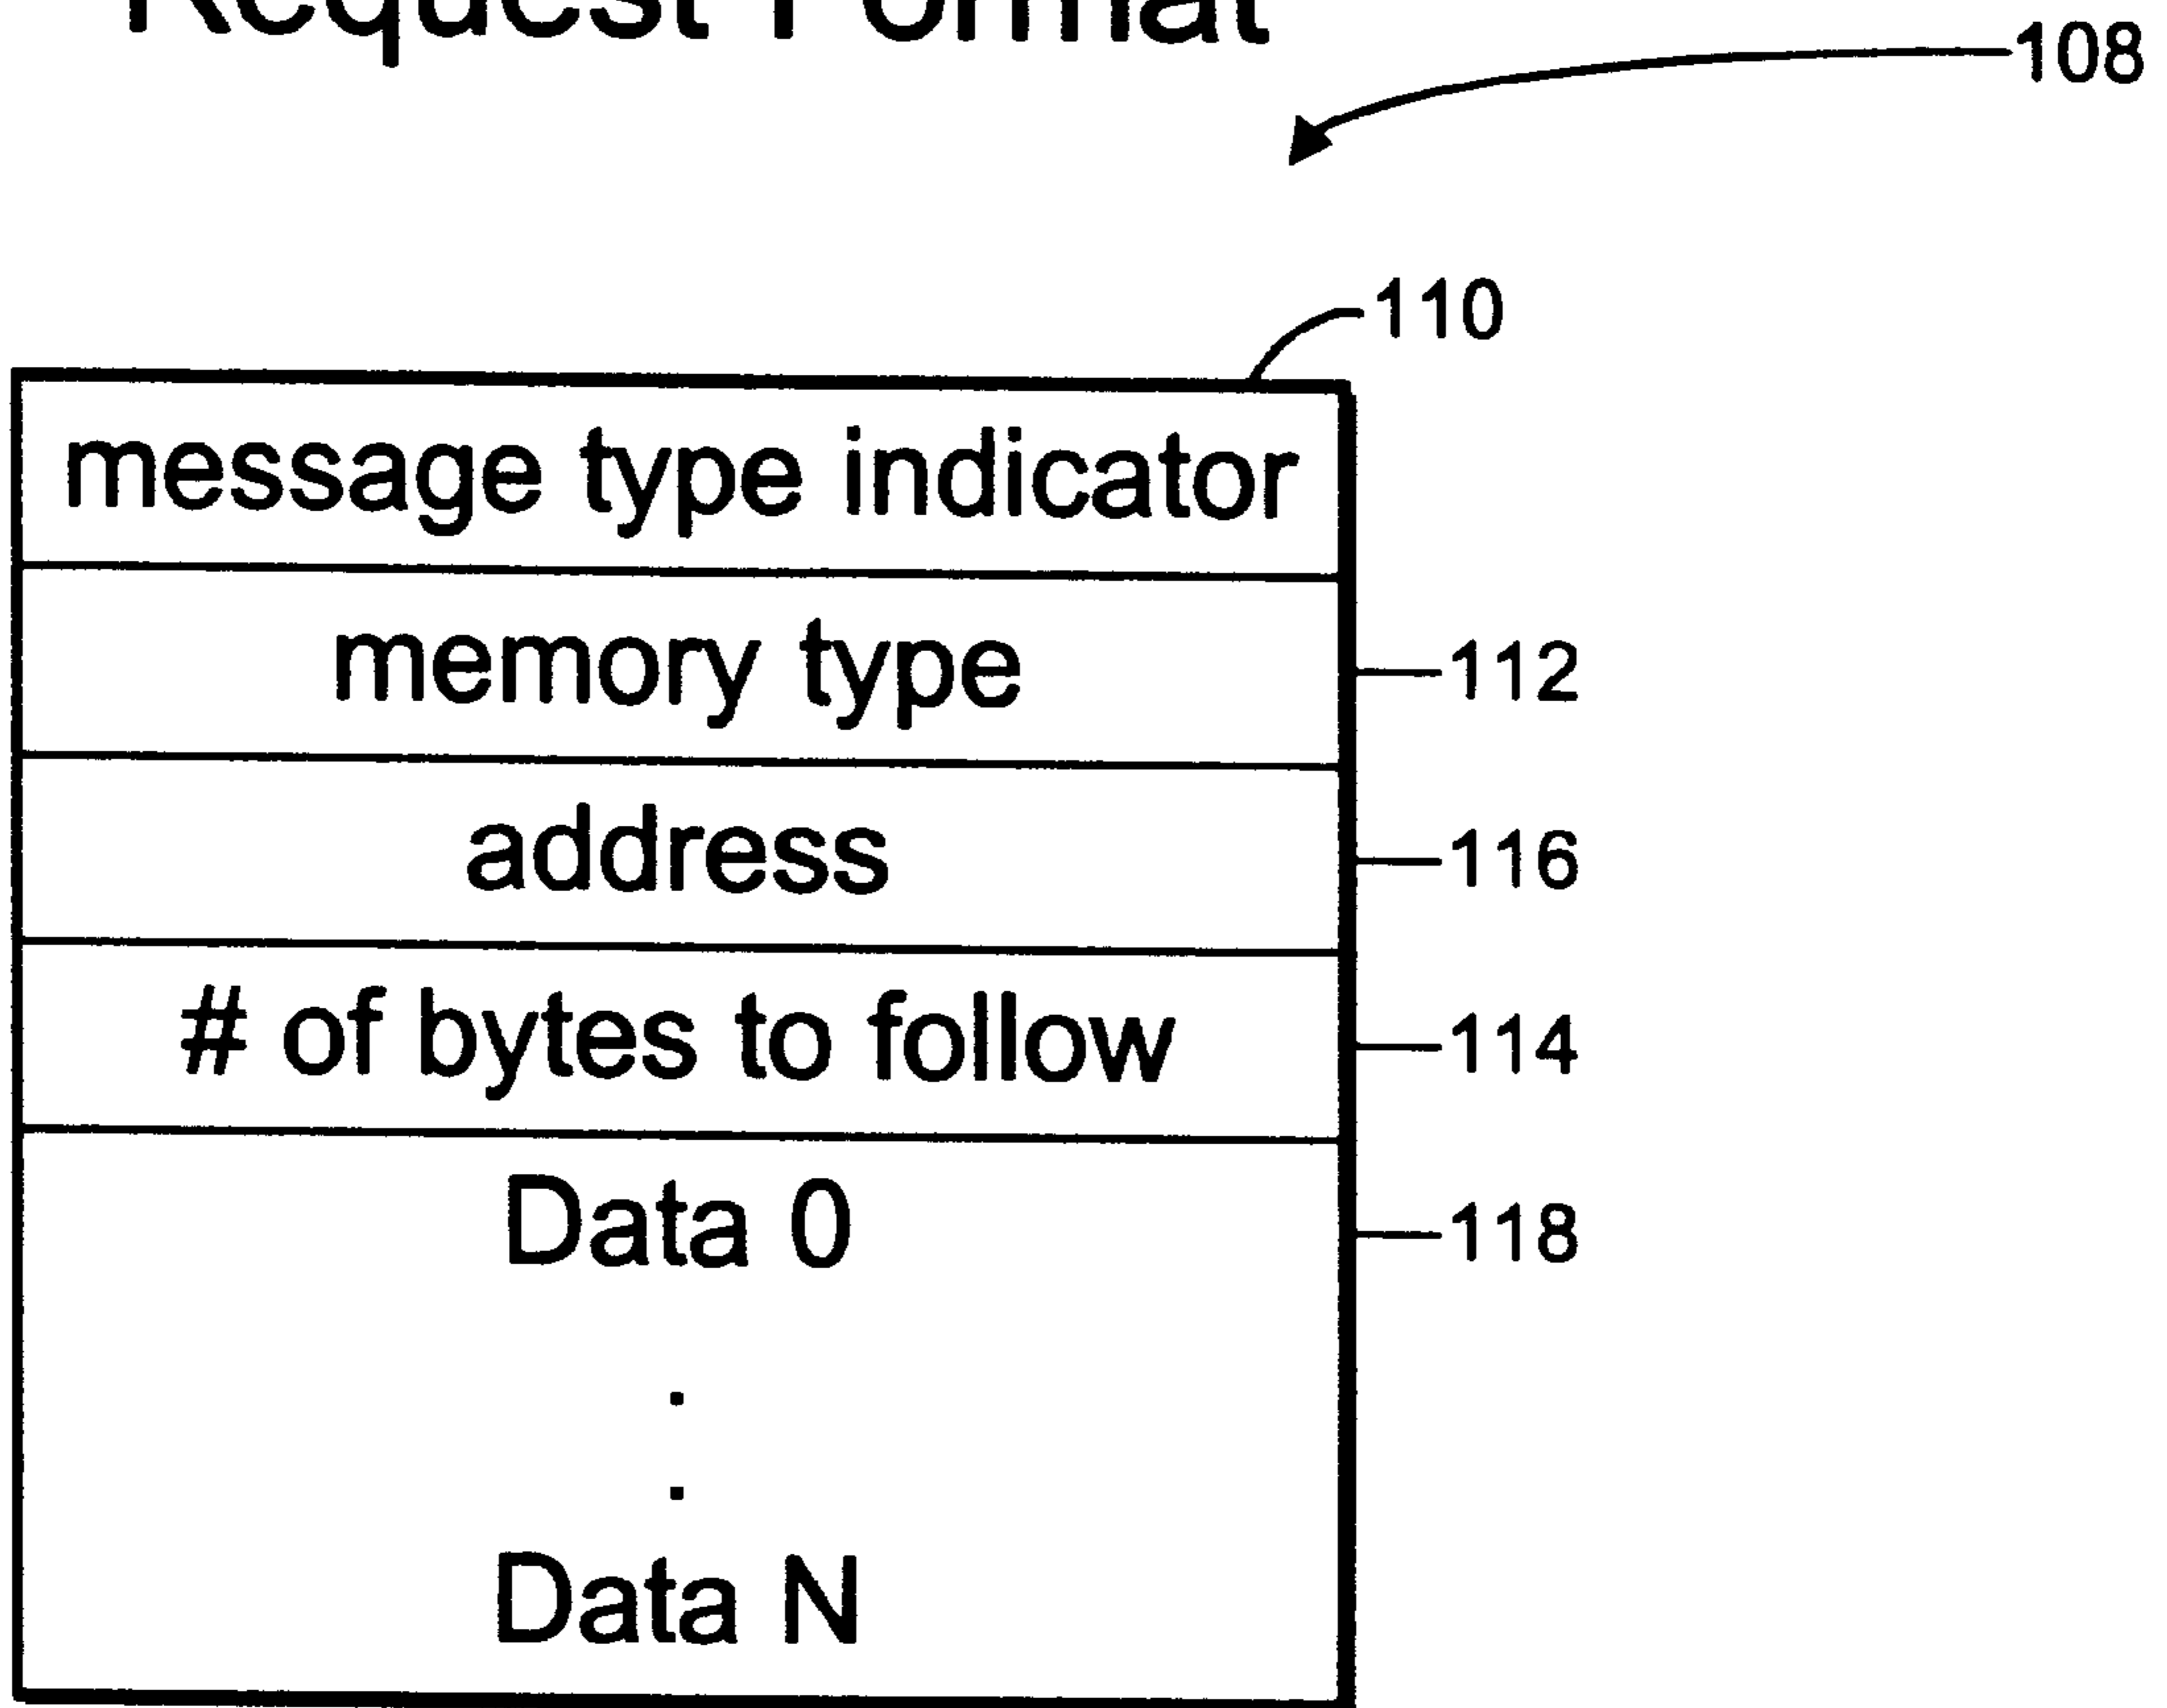 Request Format
108
110
message type indicator
memory type 112
address 116
# of bytes to follow 114
Data 0 118
.
.
Data N